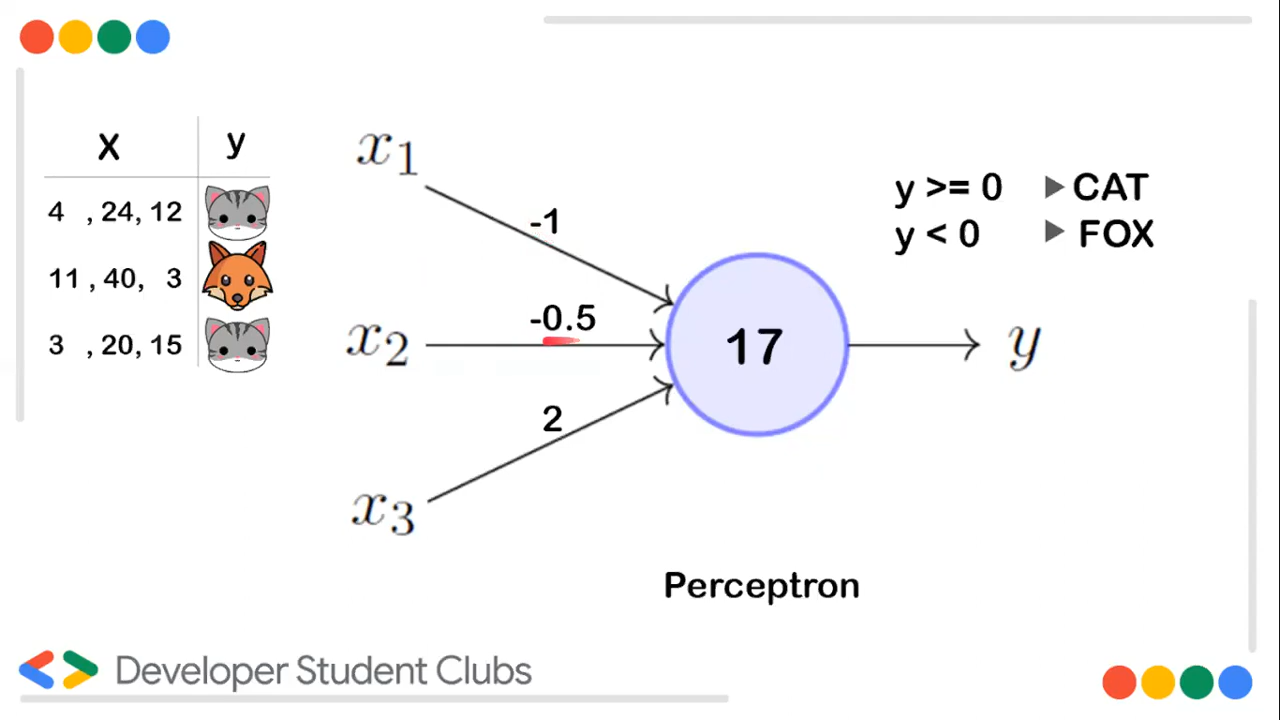 X y
4 , 24, 12
11 , 40, 3
3 , 20, 15
x1
x2
x3
-1
-0.5
2
17
y
y >= 0 ▶ CAT
y < 0 ▶ FOX
Perceptron
Developer Student Clubs